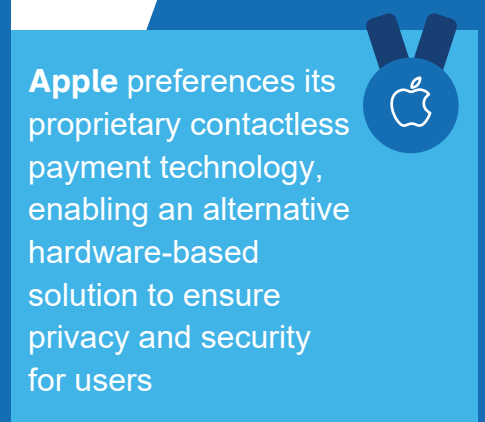 Apple preferences its
proprietary contactless
payment technology,
enabling an alternative
hardware-based
solution to ensure
privacy and security
for users